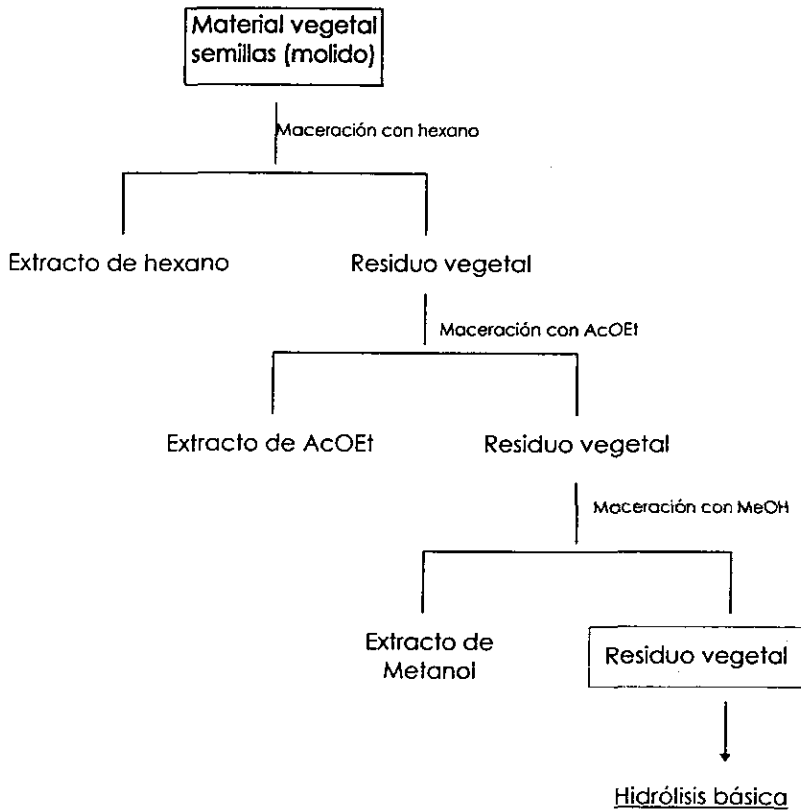 Material vegetal
semillas (molido)
Maceración con hexano
Extracto de hexano
Residuo vegetal
Maceración con AcOEt
Extracto de AcOEt
Residuo vegetal
Maceración con MeOH
Extracto de
Metanol
Residuo vegetal
Hidrólisis básica